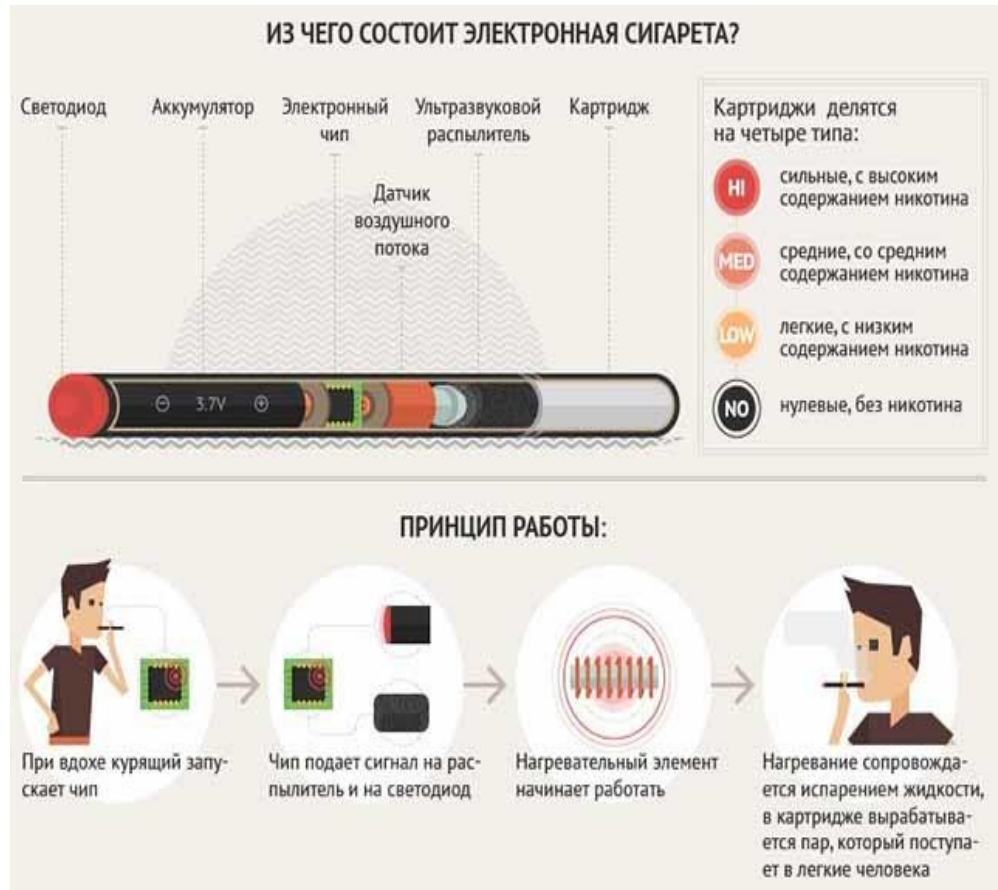 ИЗ ЧЕГО СОСТОИТ ЭЛЕКТРОННАЯ СИГАРЕТА?
Светодиод
Аккумулятор
Электронный
чип
Ультразвуковой
распылитель
Картридж
Датчик
воздушного
потока
3.7V
Картриджи делятся
на четыре типа:
HI
сильные, с высоким
содержанием никотина
MED
средние, со средним
содержанием никотина
LOW
легкие, с низким
содержанием никотина
NO
нулевые, без никотина
ПРИНЦИП РАБОТЫ:
При вдохе курящий запу-
скает чип
Чип подает сигнал на рас-
пылитель и на светодиод
Нагревательный элемент
начинает работать
Нагревание сопровожда-
ется испарением жидкости,
в картридже вырабатыва-
ется пар, который поступа-
ет в легкие человека